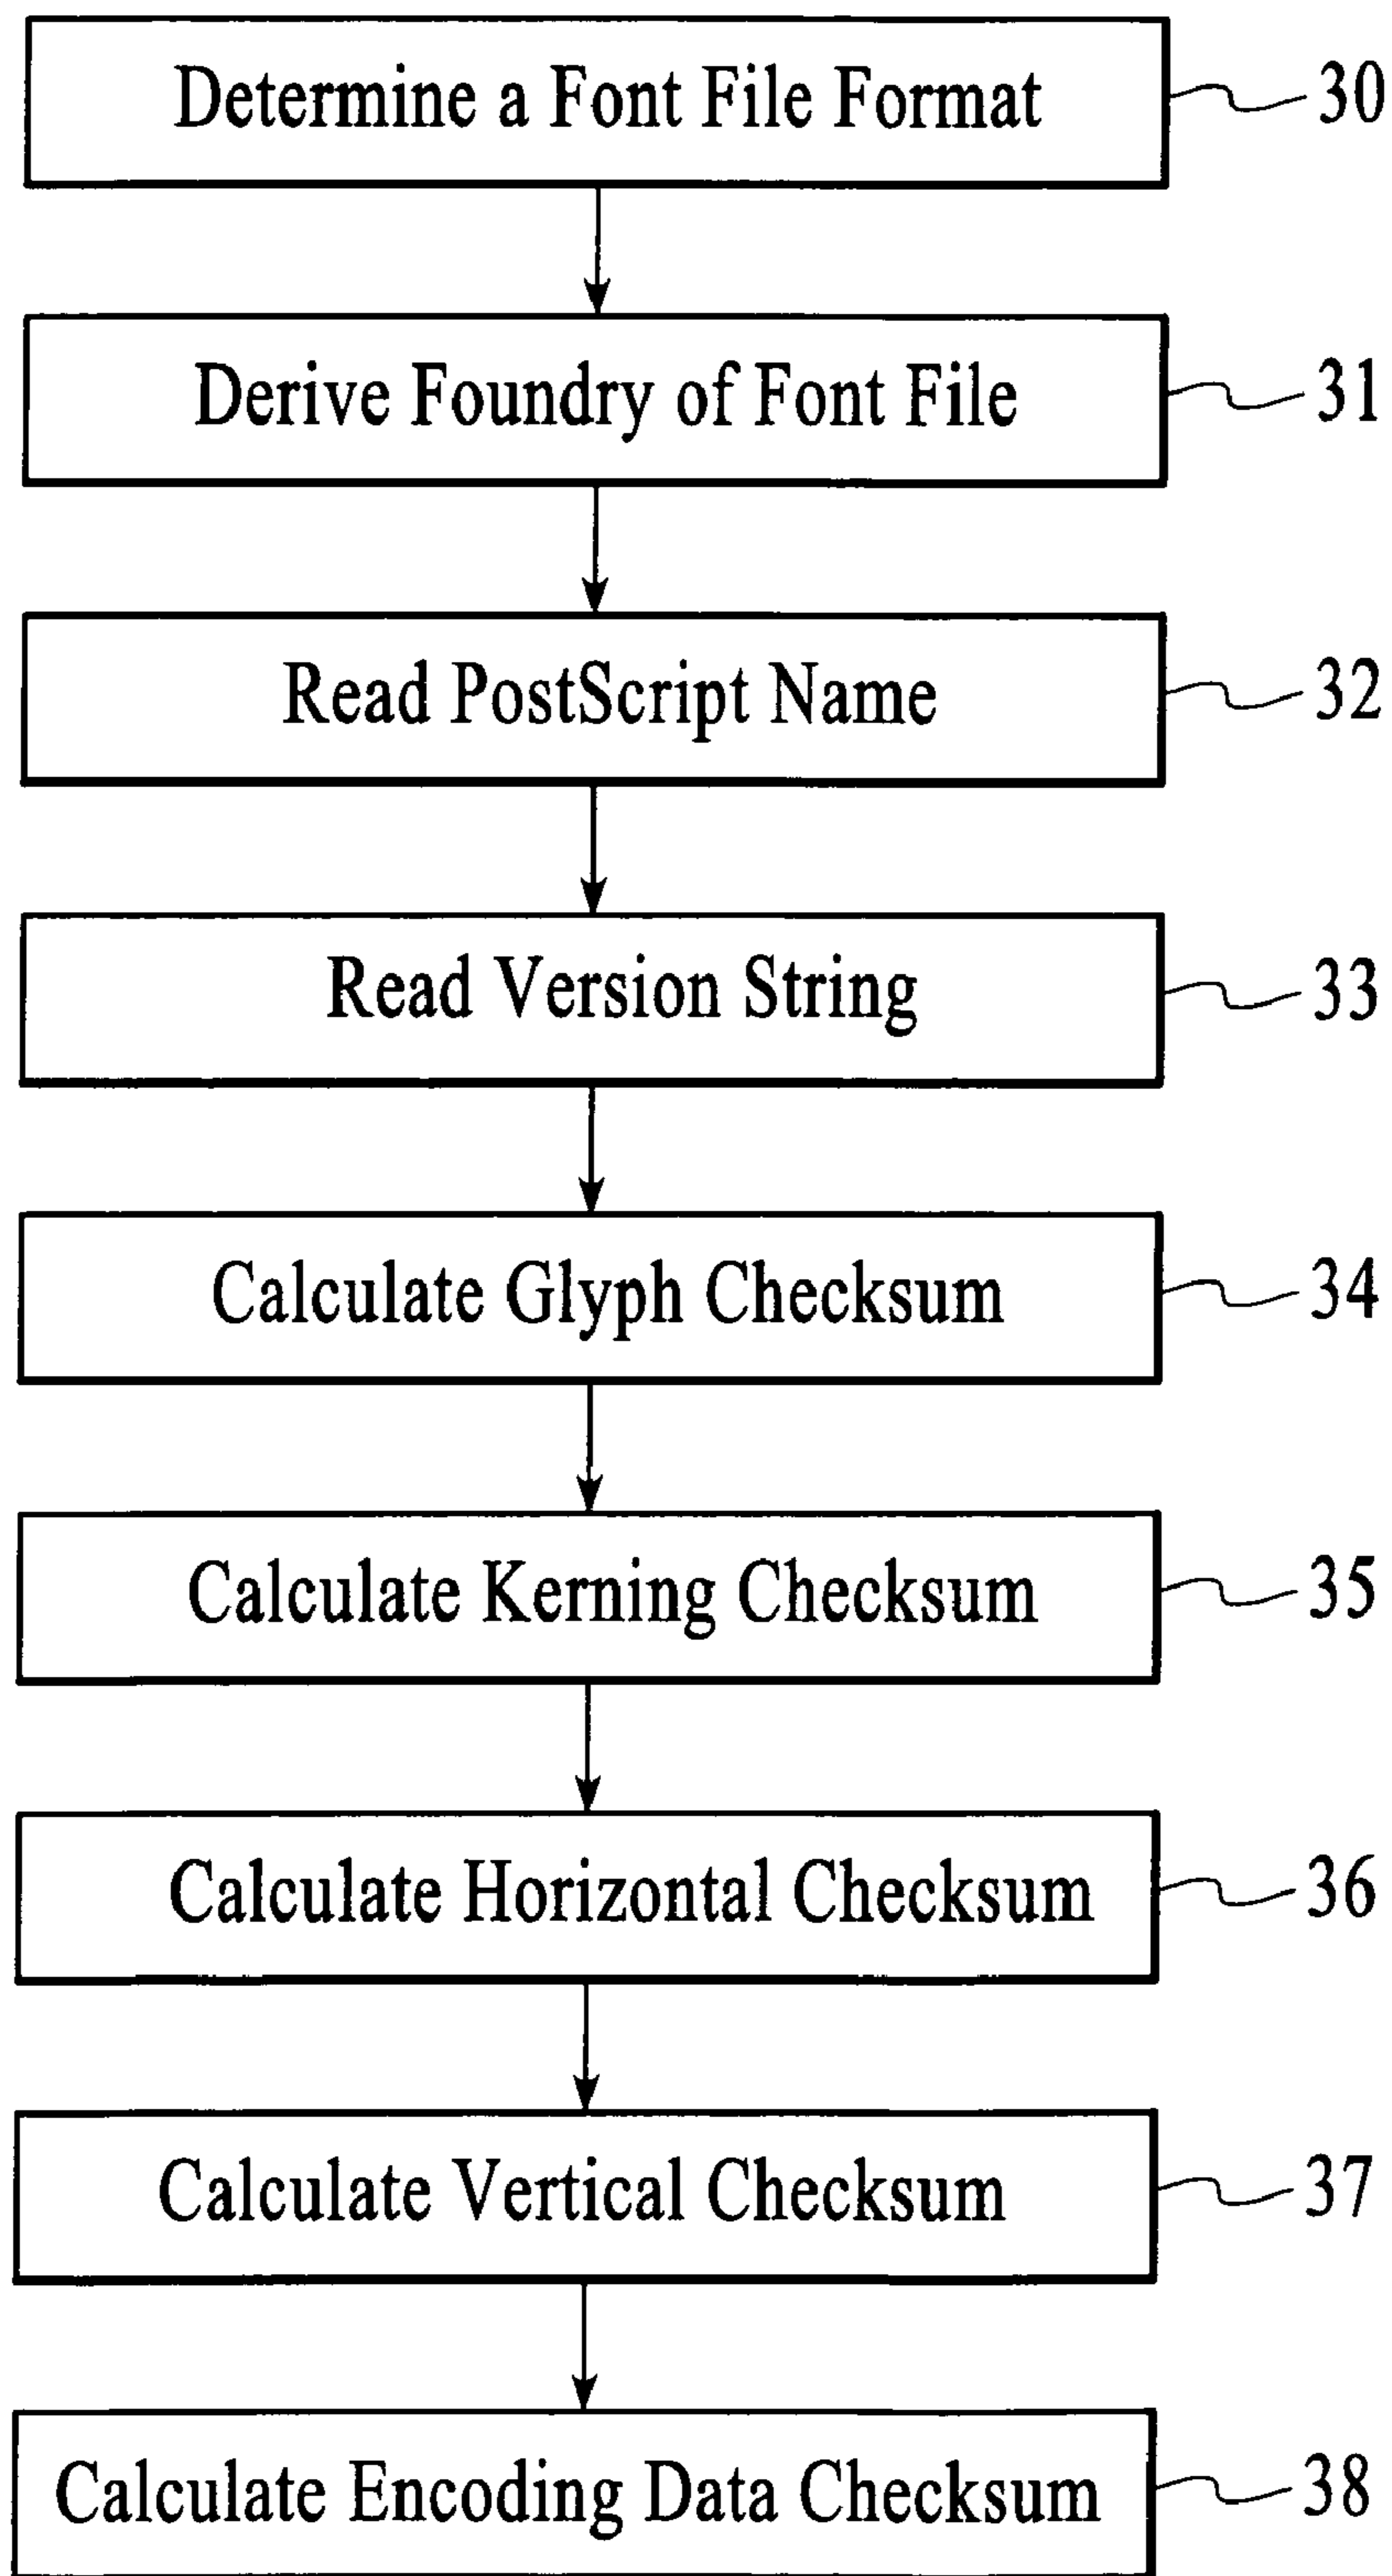 Determine a Font File Format 30
Derive Foundry of Font File 31
Read PostScript Name 32
Read Version String 33
Calculate Glyph Checksum 34
Calculate Kerning Checksum 35
Calculate Horizontal Checksum 36
Calculate Vertical Checksum 37
Calculate Encoding Data Checksum 38